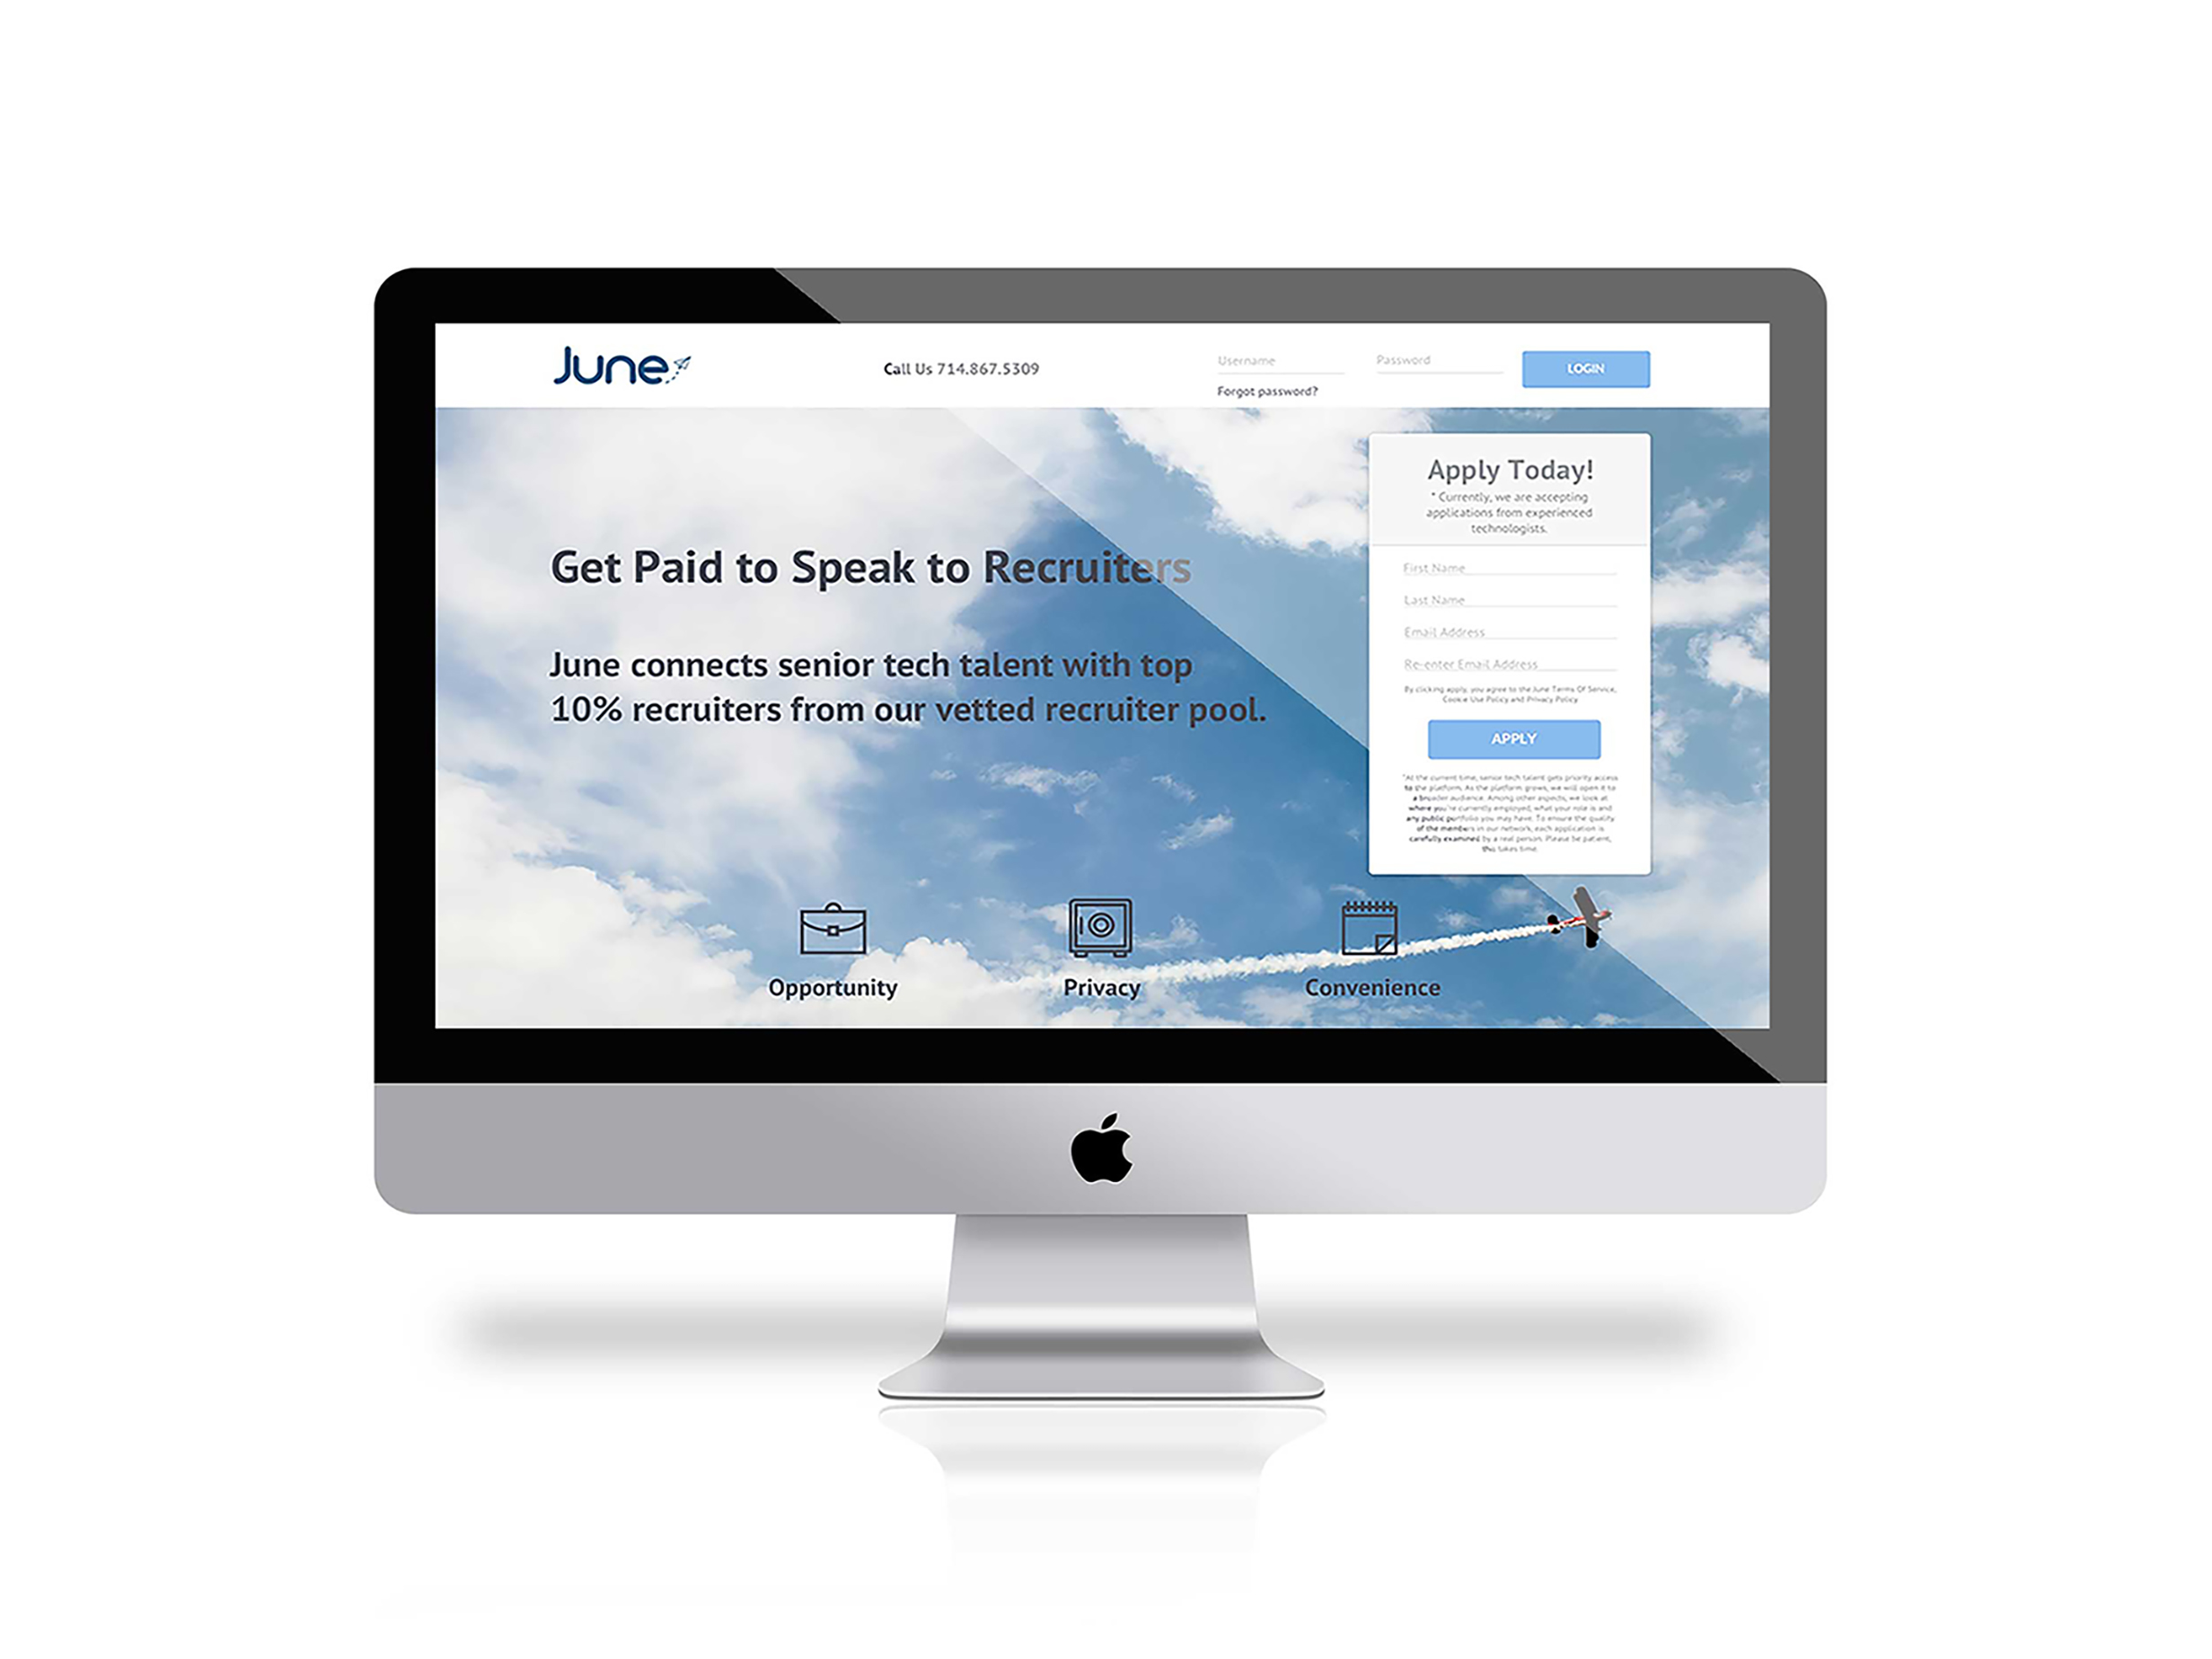 June
Call Us 714.867.5309
Username
Password
LOGIN
Forgot password?
Get Paid to Speak to Recruiters
June connects senior tech talent with top
10% recruiters from our vetted recruiter pool.
Apply Today!
* Currently, we are accepting
applications from experienced
technologists.
First Name
Last Name
Email Address
Re-enter Email Address
By clicking apply, you agree to the June Terms Of Service,
Cookie Use Policy and Privacy Policy
APPLY
*At the current time, senior tech talent gets priority access
to the platform. As the platform grows, we will open it to
a broader audience. Among other aspects, we look at
where you're currently employed, what your role is and
any public portfolio you may have. To ensure the quality
of the members in our network, each application is
carefully examined by a real person. Please be patient,
this takes time.
Opportunity
Privacy
Convenience